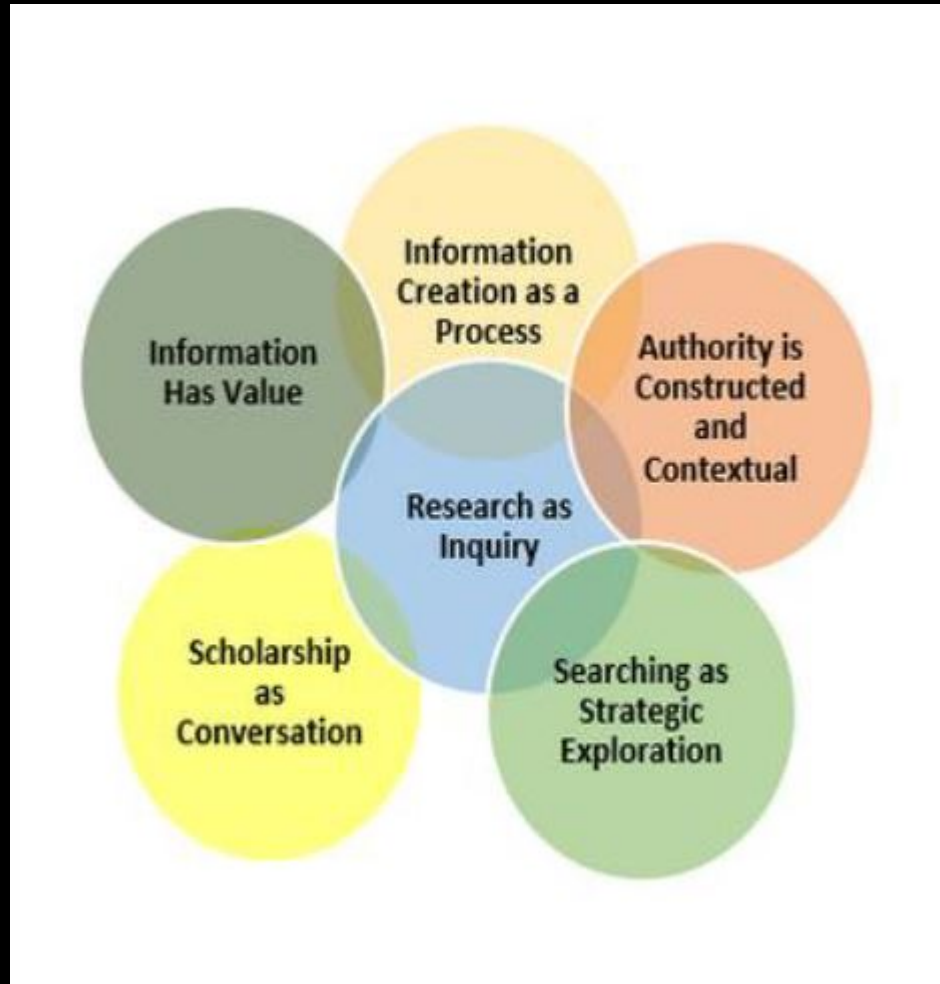 Information
Creation as a
Process
Information
Has Value
Authority is
Constructed
and
Contextual
Research as
Inquiry
Scholarship
as
Conversation
Searching as
Strategic
Exploration